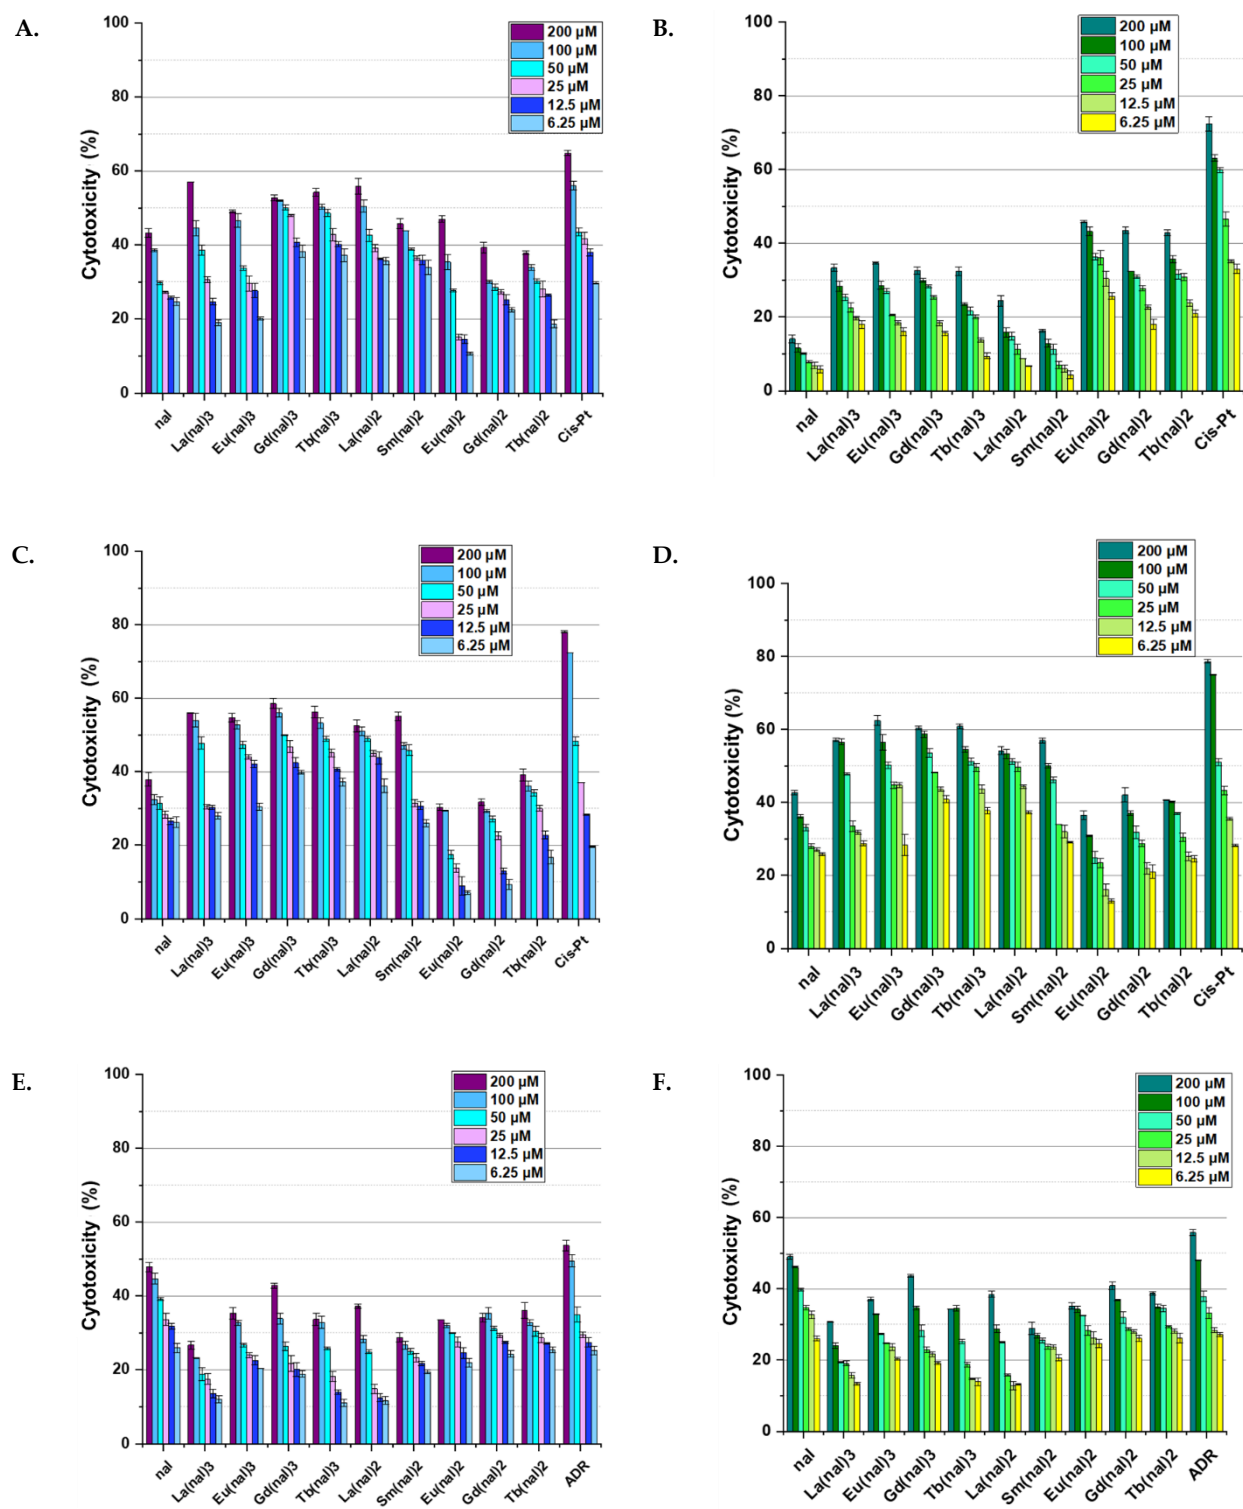 A.
100
80
60
40
20
0
Cytotoxicity (%)
200 µM
100 µM
50 µM
25 µM
12.5 µM
6.25 µM
nal
La(nal)3
Eu(nal)3
Gd(nal)3
Tb(nal)3
La(nal)2
Sm(nal)2
Eu(nal)2
Gd(nal)2
Tb(nal)2
Cis-Pt
B.
100
80
60
40
20
0
Cytotoxicity (%)
200 µM
100 µM
50 µM
25 µM
12.5 µM
6.25 µM
nal
La(nal)3
Eu(nal)3
Gd(nal)3
Tb(nal)3
La(nal)2
Sm(nal)2
Eu(nal)2
Gd(nal)2
Tb(nal)2
Cis-Pt
C.
100
80
60
40
20
0
Cytotoxicity (%)
200 µM
100 µM
50 µM
25 µM
12.5 µM
6.25 µM
nal
La(nal)3
Eu(nal)3
Gd(nal)3
Tb(nal)3
La(nal)2
Sm(nal)2
Eu(nal)2
Gd(nal)2
Tb(nal)2
Cis-Pt
D.
100
80
60
40
20
0
Cytotoxicity (%)
200 µM
100 µM
50 µM
25 µM
12.5 µM
6.25 µM
nal
La(nal)3
Eu(nal)3
Gd(nal)3
Tb(nal)3
La(nal)2
Sm(nal)2
Eu(nal)2
Gd(nal)2
Tb(nal)2
Cis-Pt
E.
100
80
60
40
20
0
Cytotoxicity (%)
200 µM
100 µM
50 µM
25 µM
12.5 µM
6.25 µM
nal
La(nal)3
Eu(nal)3
Gd(nal)3
Tb(nal)3
La(nal)2
Sm(nal)2
Eu(nal)2
Gd(nal)2
Tb(nal)2
ADR
F.
100
80
60
40
20
0
Cytotoxicity (%)
200 µM
100 µM
50 µM
25 µM
12.5 µM
6.25 µM
nal
La(nal)3
Eu(nal)3
Gd(nal)3
Tb(nal)3
La(nal)2
Sm(nal)2
Eu(nal)2
Gd(nal)2
Tb(nal)2
ADR